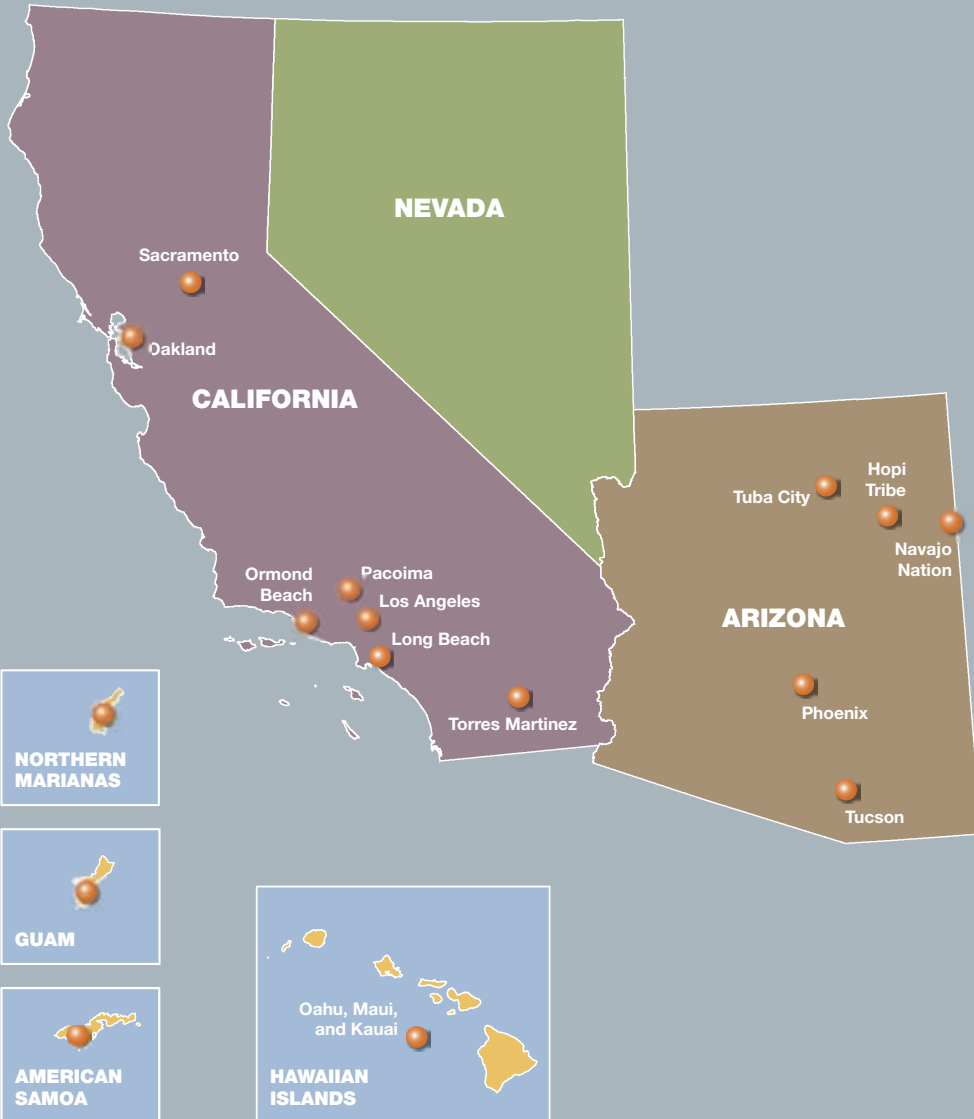 NEVADA
Sacramento
Oakland
CALIFORNIA
Hopi
Tribe
Tuba City
Navajo
Nation
Ormond
Beach
Pacoima
Los Angeles
Long Beach
ARIZONA
Torres Martinez
Phoenix
Tucson
NORTHERN
MARIANAS
GUAM
AMERICAN
SAMOA
Oahu, Maui,
and Kauai
HAWAIIAN
ISLANDS